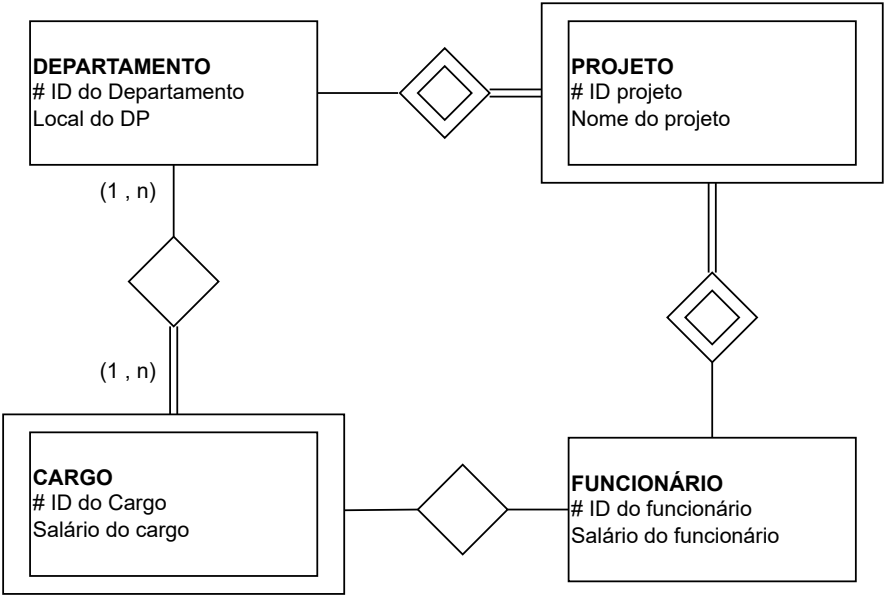 DEPARTAMENTO
# ID do Departamento
Local do DP
PROJETO
# ID projeto
Nome do projeto
(1 , n)
(1 , n)
CARGO
# ID do Cargo
Salário do cargo
FUNCIONÁRIO
# ID do funcionário
Salário do funcionário